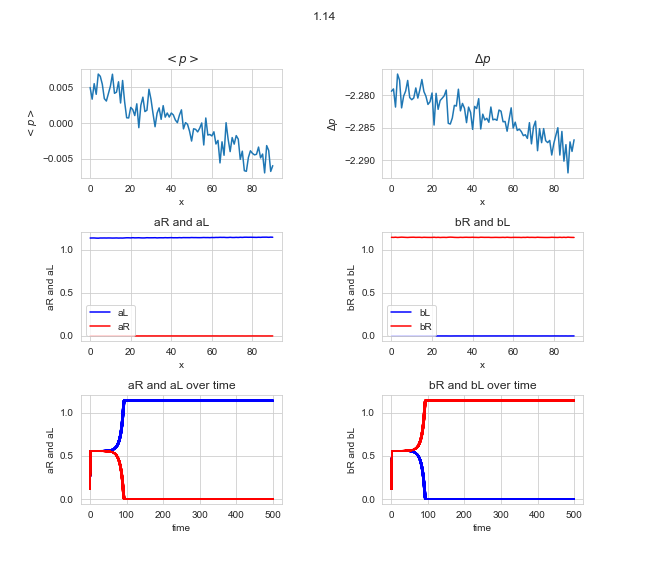 1.14
< p >
Δp
0.005
0.000
−0.005
< p >
0 20 40 60 80
x
−2.280
−2.285
−2.290
Δp
0 20 40 60 80
x
aR and aL
bR and bL
1.0
0.5
0.0
aR and aL
aL
aR
0 20 40 60 80
x
1.0
0.5
0.0
bR and bL
bL
bR
0 20 40 60 80
x
aR and aL over time
bR and bL over time
1.0
0.5
0.0
aR and aL
0 100 200 300 400 500
time
1.0
0.5
0.0
bR and bL
0 100 200 300 400 500
time